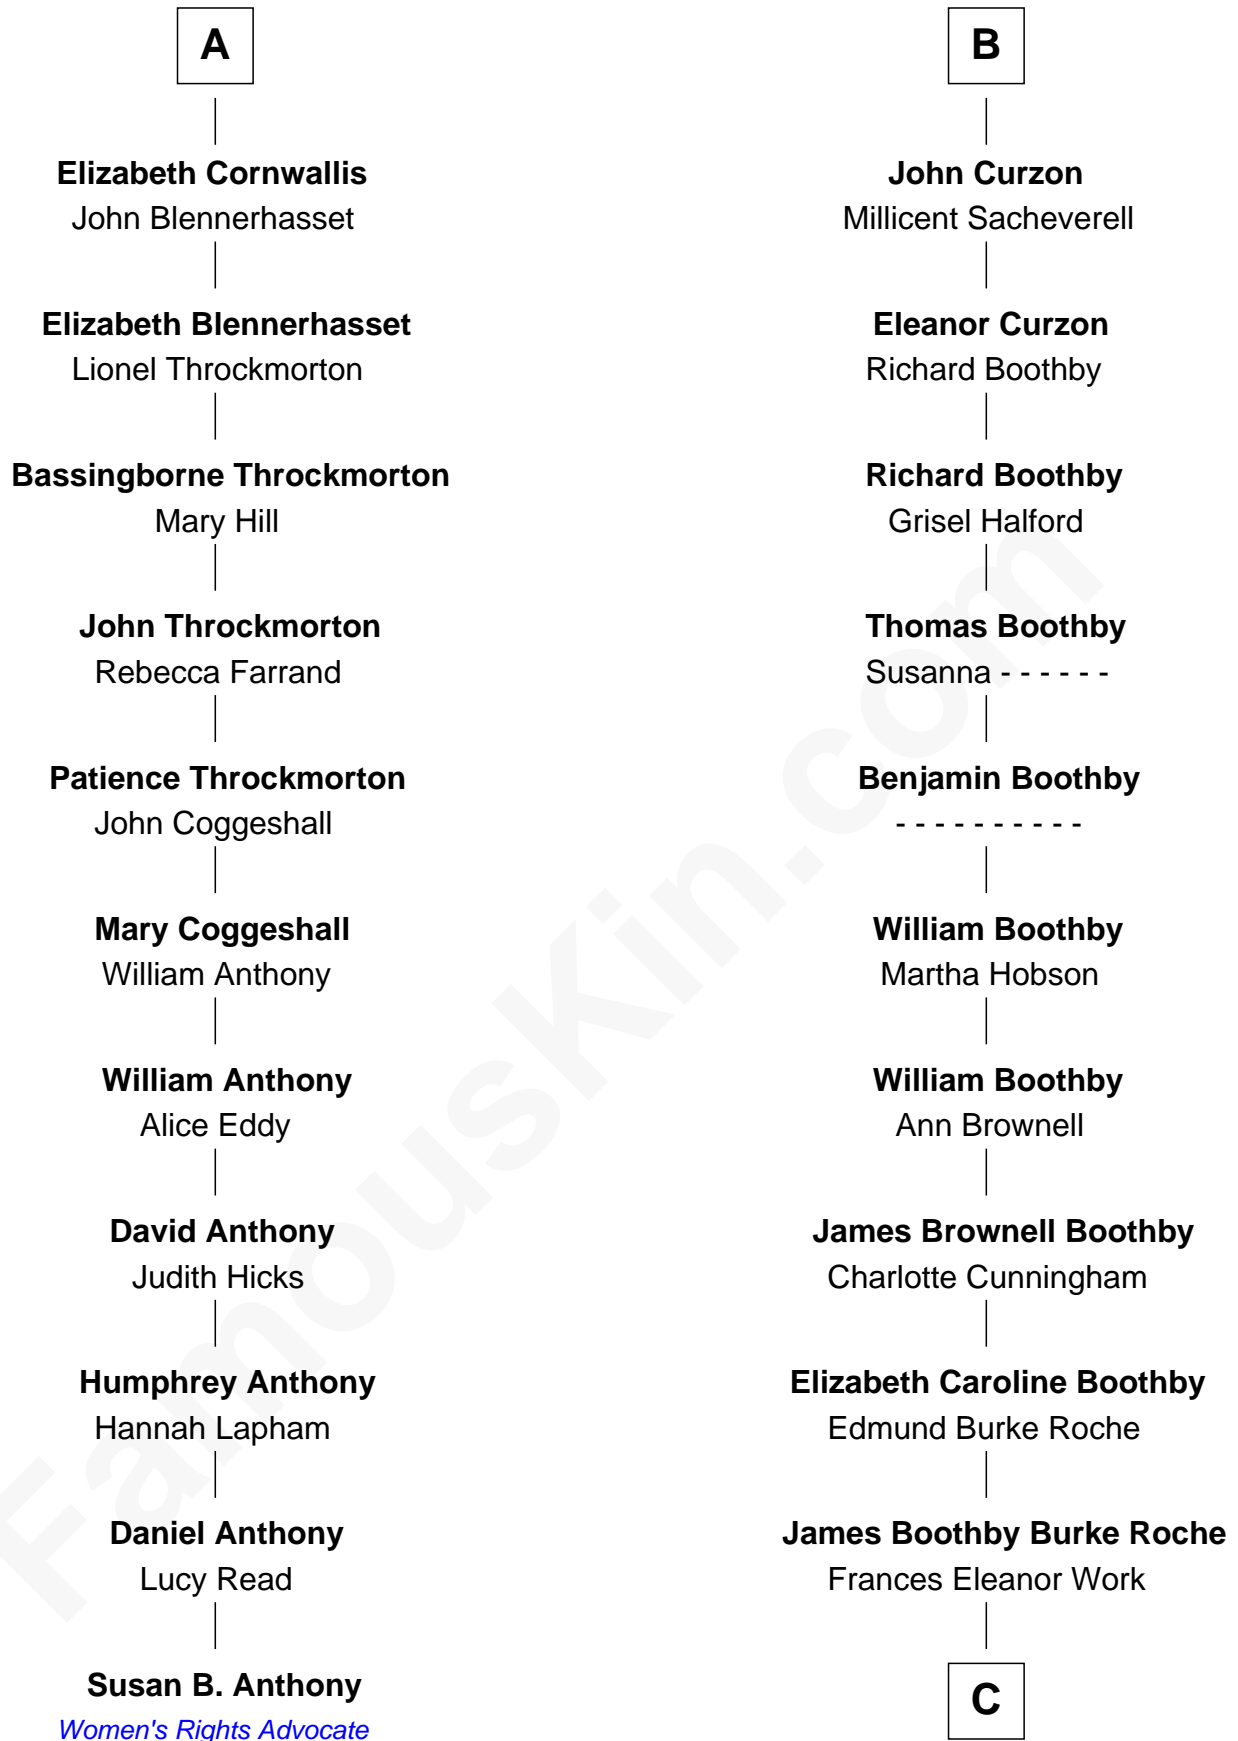 A
Elizabeth Cornwallis
John Blennerhasset
Elizabeth Blennerhasset
Lionel Throckmorton
Bassingborne Throckmorton
Mary Hill
John Throckmorton
Rebecca Farrand
Patience Throckmorton
John Coggeshall
Mary Coggeshall
William Anthony
William Anthony
Alice Eddy
David Anthony
Judith Hicks
Humphrey Anthony
Hannah Lapham
Daniel Anthony
Lucy Read
Susan B. Anthony
Women's Rights Advocate
B
John Curzon
Millicent Sacheverell
Eleanor Curzon
Richard Boothby
Richard Boothby
Grisel Halford
Thomas Boothby
Susanna - - - - - -
Benjamin Boothby
- - - - - - - - - -
William Boothby
Martha Hobson
William Boothby
Ann Brownell
James Brownell Boothby
Charlotte Cunningham
Elizabeth Caroline Boothby
Edmund Burke Roche
James Boothby Burke Roche
Frances Eleanor Work
C
FamousKin.com